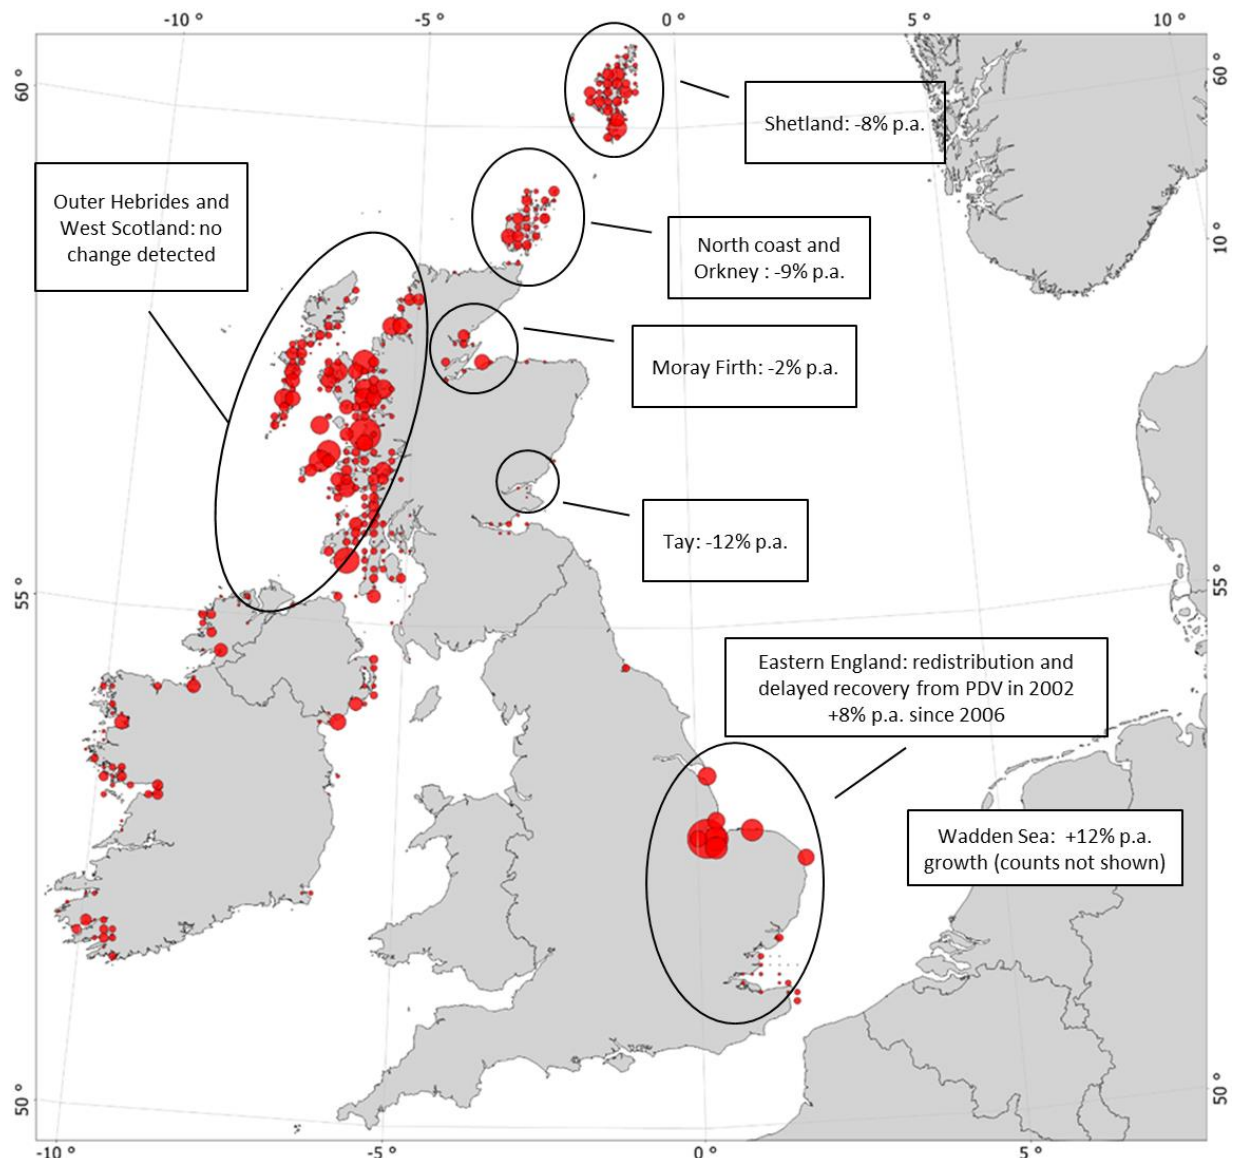 -10 °
-5 °
0 °
5 °
10 °
60 °
60 °
Shetland: -8% p.a.
Outer Hebrides and
West Scotland: no
change detected
North coast and
Orkney : -9% p.a.
10 °
Moray Firth: -2% p.a.
Tay: -12% p.a.
55 °
55 °
Eastern England: redistribution and
delayed recovery from PDV in 2002
+8% p.a. since 2006
Wadden Sea:  +12% p.a.
growth (counts not shown)
50 °
50 °
-10 °
-5 °
0 °
5 °